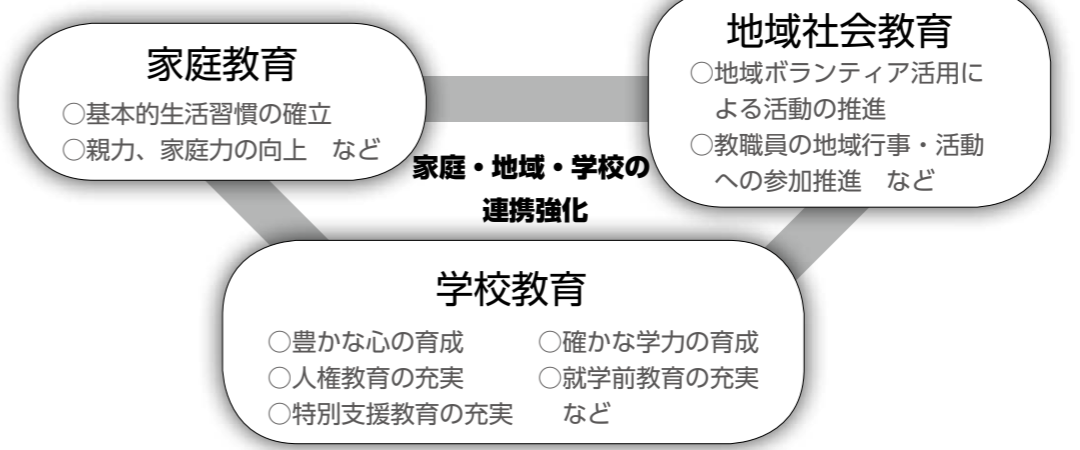 家庭教育
○基本的生活習慣の確立
○親力、家庭力の向上　など
地域社会教育
○地域ボランティア活用に
よる活動の推進
○教職員の地域行事・活動
への参加推進　など
家庭・地域・学校の
連携強化
学校教育
○豊かな心の育成
○人権教育の充実
○特別支援教育の充実
○確かな学力の育成
○就学前教育の充実
など